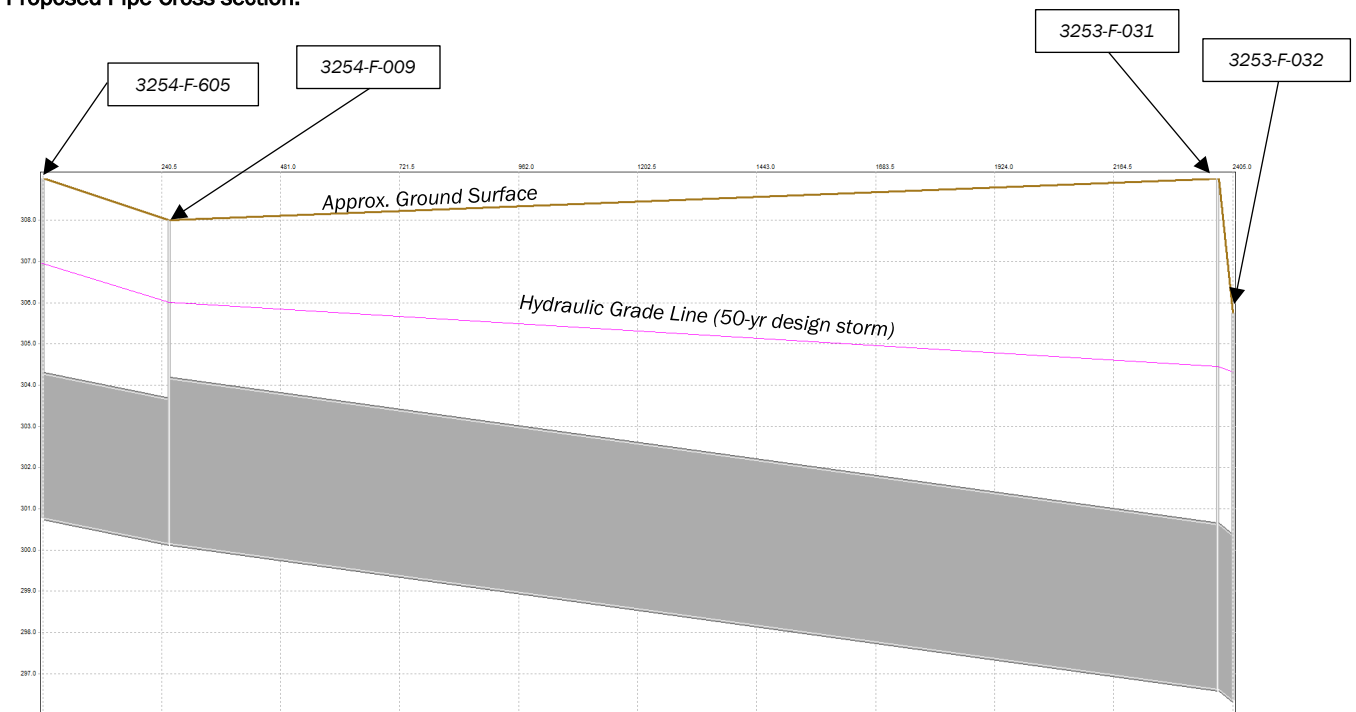 Proposed Pipe Cross section:
3253-F-031
3254-F-009
3253-F-032
3254-F-605
240.5 481.0 721.5 962.0 1202.5 1443.0 1683.5 1924.0 2164.5 2405.0
Approx. Ground Surface
308.0
307.0
Hydraulic Grade Line (50-yr design storm)
306.0
305.0
304.0
303.0
302.0
301.0
300.0
299.0
298.0
297.0